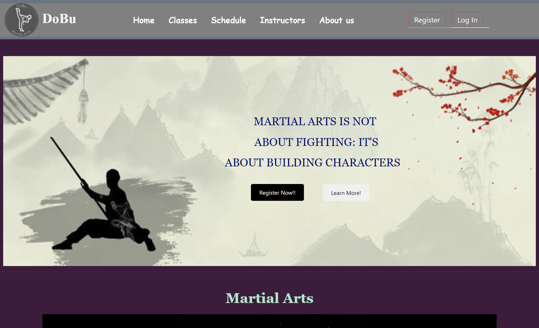 DoBu
Home Classes Schedule Instructors About us
Register Log In
MARTIAL ARTS IS NOT
ABOUT FIGHTING: IT'S
ABOUT BUILDING CHARACTERS
Register Now!! Learn More!
Martial Arts